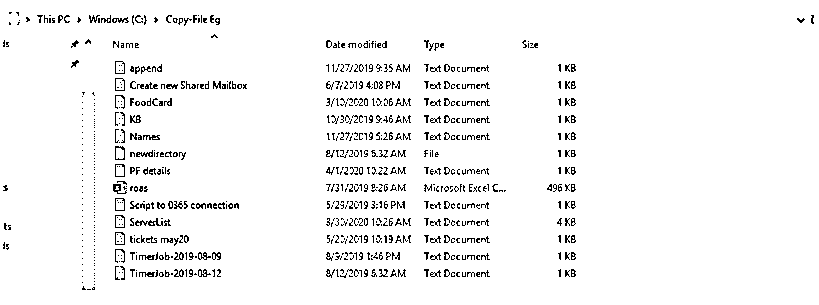 This PC > Windows (C:) > Copy-File Eg
Name Date modified Type Size
append 11/27/2019 9:35 AM Text Document 1 KB
Create new Shared Mailbox 6/7/2019 4:08 PM Text Document 1 KB
FoodCard 3/10/2020 10:06 AM Text Document 1 KB
KB 10/30/2019 9:46 AM Text Document 1 KB
Names 11/27/2019 5:26 AM Text Document 1 KB
newdirectory 8/12/2019 6:32 AM File 1 KB
PF details 4/1/2020 10:22 AM Text Document 1 KB
roas 7/31/2019 8:26 AM Microsoft Excel C... 496 KB
Script to O365 connection 5/29/2019 3:16 PM Text Document 1 KB
ServerList 3/30/2020 10:26 AM Text Document 4 KB
tickets may20 5/20/2019 10:19 AM Text Document 1 KB
TimerJob-2019-08-09 8/9/2019 1:46 PM Text Document 1 KB
TimerJob-2019-08-12 8/12/2019 6:32 AM Text Document 1 KB